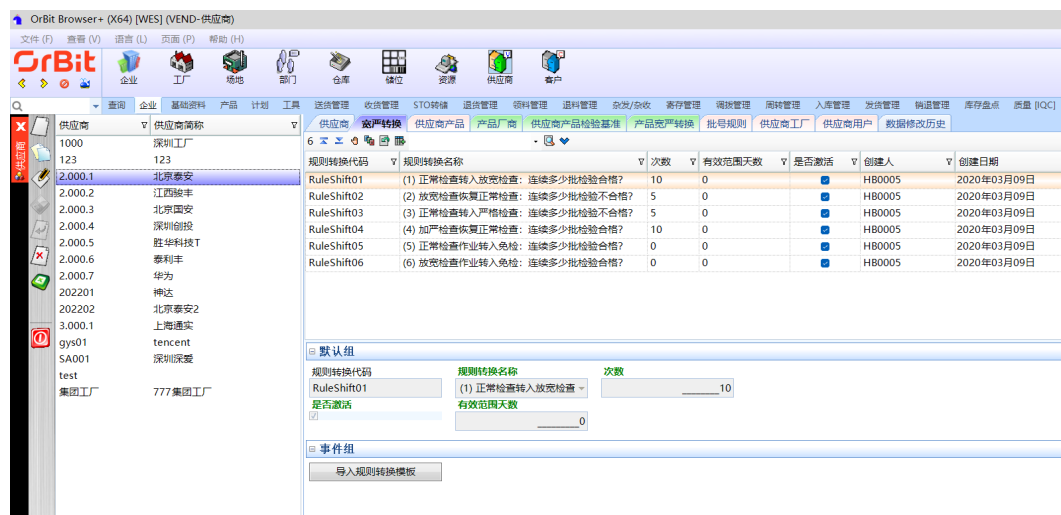 OrBit Browser+ (X64) [WES] (VEND-供应商)
文件 (F) 查看 (V) 语言 (L) 页面 (P) 帮助 (H)
OrBit
企业 工厂 场地 部门 仓库 储位 资源 供应商 客户
查询 企业 基础资料 产品 计划 工具 送货管理 收货管理 STO转储 退货管理 领料管理 退料管理 杂发/杂收 寄存管理 调拨管理 周转管理 入库管理 发货管理 销退管理 库存盘点 质量 [IQC]
供应商
供应商 供应商简称
1000 深圳工厂
123 123
2.000.1 北京泰安
2.000.2 江西骏丰
2.000.3 北京国安
2.000.4 深圳创投
2.000.5 胜华科技T
2.000.6 泰利丰
2.000.7 华为
202201 神达
202202 北京泰安2
3.000.1 上海通实
gys01 tencent
SA001 深圳深爱
test
集团工厂 777集团工厂
供应商 宽严转换 供应商产品 产品厂商 供应商产品检验基准 产品宽严转换 批号规则 供应商工厂 供应商用户 数据修改历史
6
规则转换代码 规则转换名称 次数 有效范围天数 是否激活 创建人 创建日期
RuleShift01 (1) 正常检查转入放宽检查：连续多少批检验合格? 10 0 HB0005 2020年03月09日
RuleShift02 (2) 放宽检查恢复正常检查：连续多少批检验不合格? 5 0 HB0005 2020年03月09日
RuleShift03 (3) 正常检查转入严格检查：连续多少批检验不合格? 5 0 HB0005 2020年03月09日
RuleShift04 (4) 加严检查恢复正常检查：连续多少批检验合格? 10 0 HB0005 2020年03月09日
RuleShift05 (5) 正常检查作业转入免检：连续多少批检验合格? 0 0 HB0005 2020年03月09日
RuleShift06 (6) 放宽检查作业转入免检：连续多少批检验合格? 0 0 HB0005 2020年03月09日
默认组
规则转换代码 规则转换名称 次数
RuleShift01 (1) 正常检查转入放宽检查 ________10
是否激活 有效范围天数
_________0
事件组
导入规则转换模板